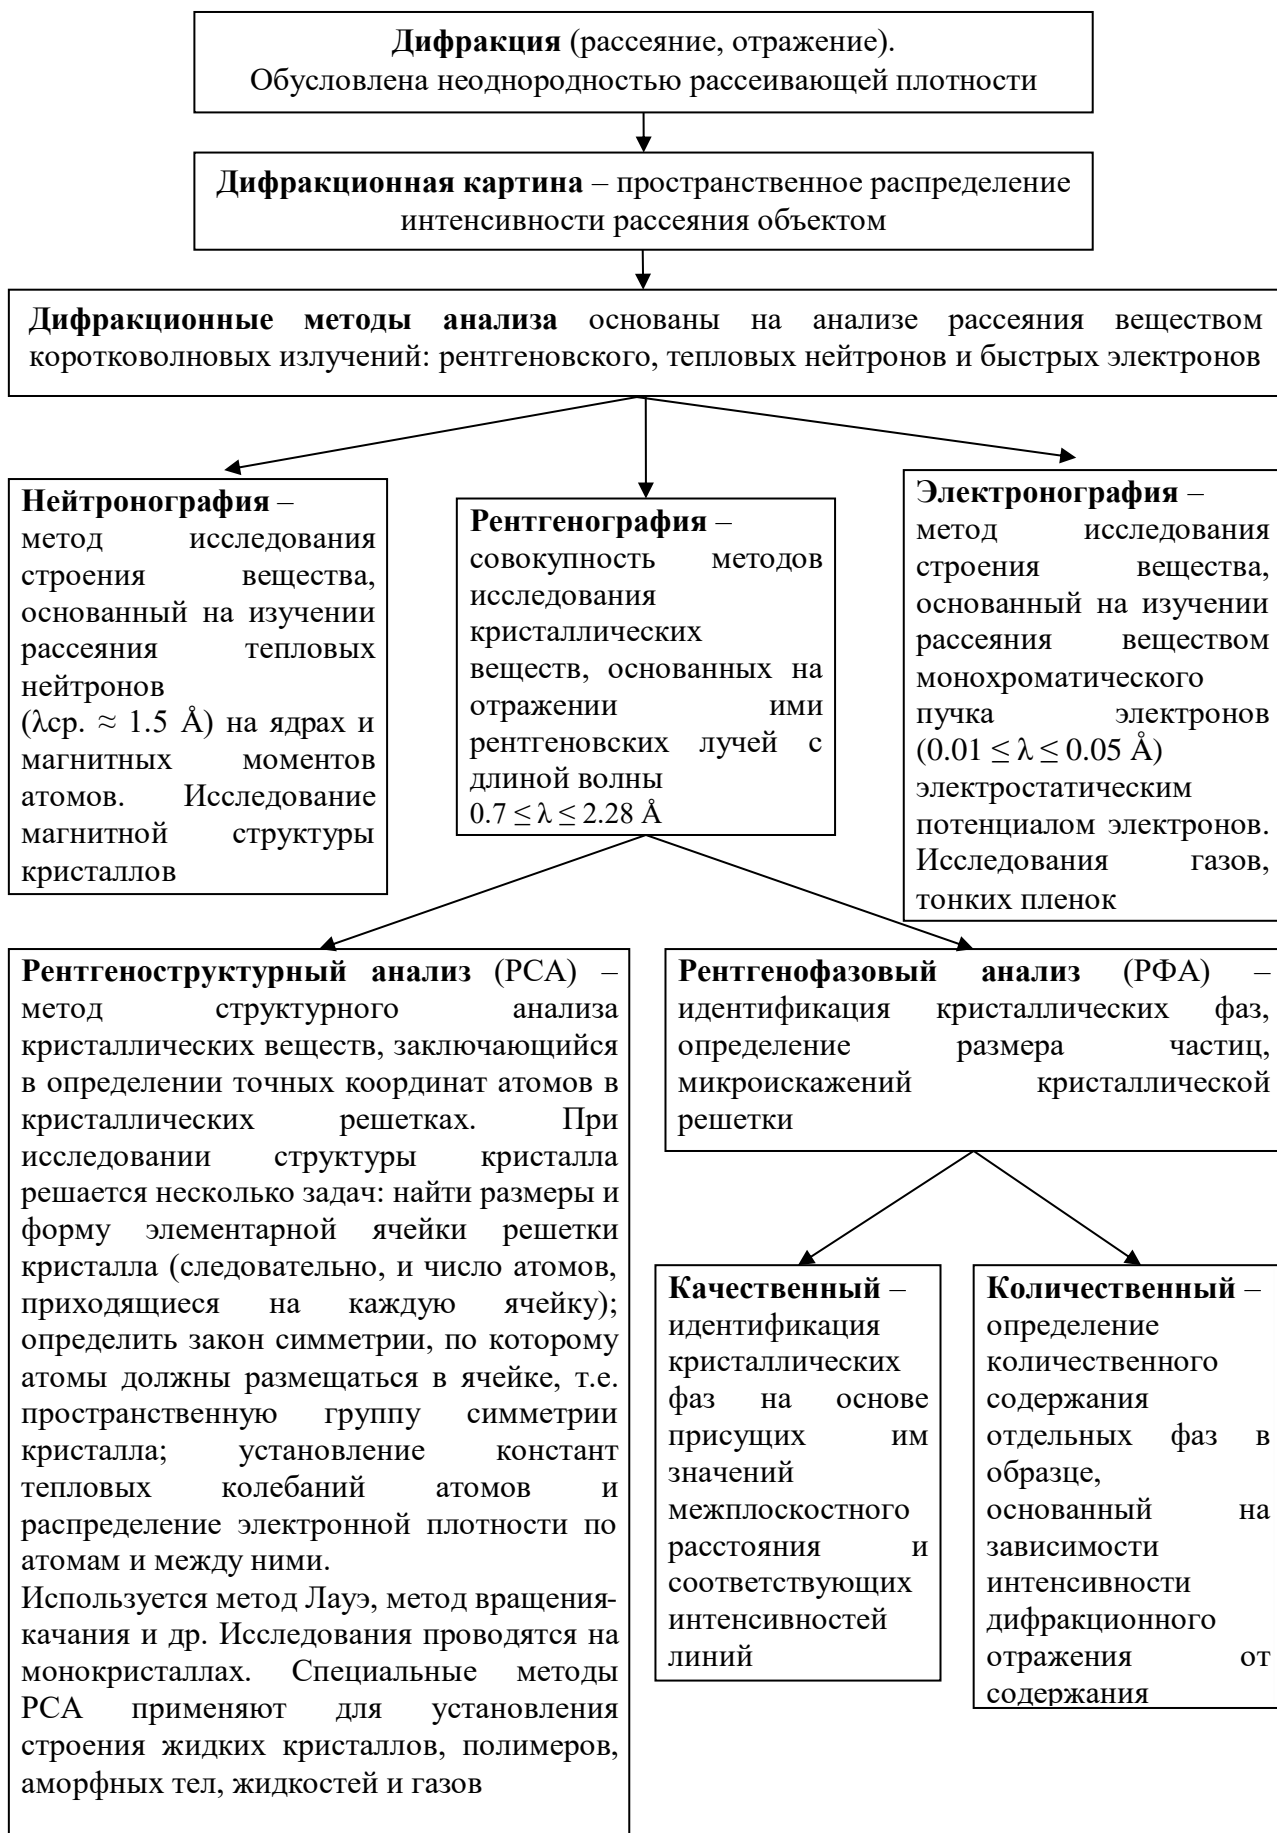 Дифракция (рассеяние, отражение).
Обусловлена неоднородностью рассеивающей плотности
Дифракционная картина – пространственное распределение
интенсивности рассеяния объектом
Дифракционные методы анализа основаны на анализе рассеяния веществом
коротковолновых излучений: рентгеновского, тепловых нейтронов и быстрых электронов
Нейтронография –
метод исследования
строения вещества,
основанный на изучении
рассеяния тепловых
нейтронов
(λср. ≈ 1.5 Å) на ядрах и
магнитных моментов
атомов. Исследование
магнитной структуры
кристаллов
Рентгенография –
совокупность методов
исследования
кристаллических
веществ, основанных на
отражении ими
рентгеновских лучей с
длиной волны
0.7 ≤ λ ≤ 2.28 Å
Электронография –
метод исследования
строения вещества,
основанный на изучении
рассеяния веществом
монохроматического
пучка электронов
(0.01 ≤ λ ≤ 0.05 Å)
электростатическим
потенциалом электронов.
Исследования газов,
тонких пленок
Рентгеноструктурный анализ (РСА) –
метод структурного анализа
кристаллических веществ, заключающийся
в определении точных координат атомов в
кристаллических решетках. При
исследовании структуры кристалла
решается несколько задач: найти размеры и
форму элементарной ячейки решетки
кристалла (следовательно, и число атомов,
приходящиеся на каждую ячейку);
определить закон симметрии, по которому
атомы должны размещаться в ячейке, т.е.
пространственную группу симметрии
кристалла; установление констант
тепловых колебаний атомов и
распределение электронной плотности по
атомам и между ними.
Используется метод Лауэ, метод вращения-
качания и др. Исследования проводятся на
монокристаллах. Специальные методы
РСА применяют для установления
строения жидких кристаллов, полимеров,
аморфных тел, жидкостей и газов
Рентгенофазовый анализ (РФА) –
идентификация кристаллических фаз,
определение размера частиц,
микроискажений кристаллической
решетки
Качественный –
идентификация
кристаллических
фаз на основе
присущих им
значений
межплоскостного
расстояния и
соответствующих
интенсивностей
линий
Количественный –
определение
количественного
содержания
отдельных фаз в
образце,
основанный на
зависимости
интенсивности
дифракционного
отражения от
содержания